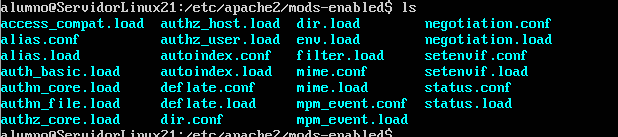 alumno@ServidorLinux21:/etc/apache2/mods-enabled$ ls
access_compat.load authz_host.load dir.load negotiation.conf
alias.conf authz_user.load env.load negotiation.load
alias.load autoindex.conf filter.load setenvif.conf
auth_basic.load autoindex.load mime.conf setenvif.load
authn_core.load deflate.conf mime.load status.conf
authn_file.load deflate.load mpm_event.conf status.load
authz_core.load dir.conf mpm_event.load
alumno@ServidorLinux21:/etc/apache2/mods-enabled$